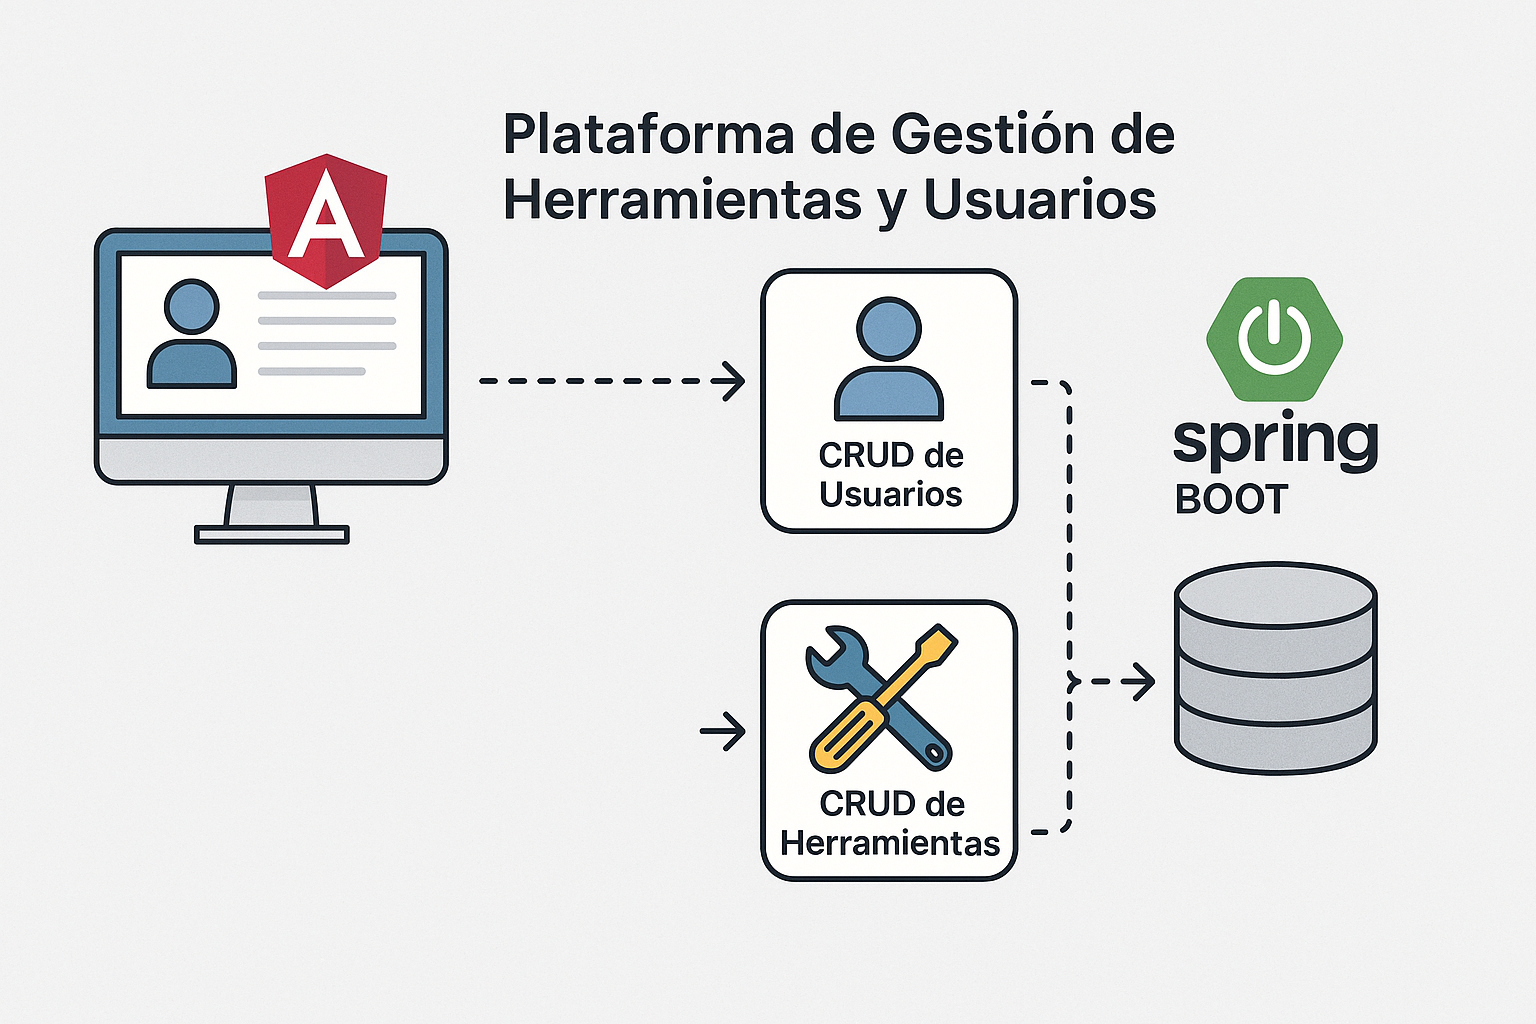 Plataforma de Gestión de
Herramientas y Usuarios
A
CRUD de
Usuarios
spring
BOOT
CRUD de
Herramientas